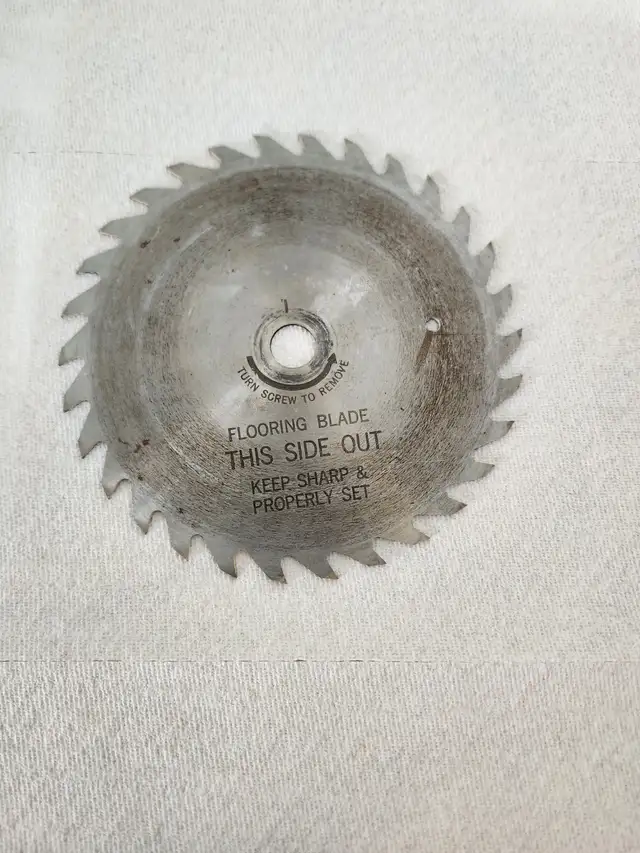 TURN SCREW TO REMOVE
FLOORING BLADE
THIS SIDE OUT
KEEP SHARP &
PROPERLY SET